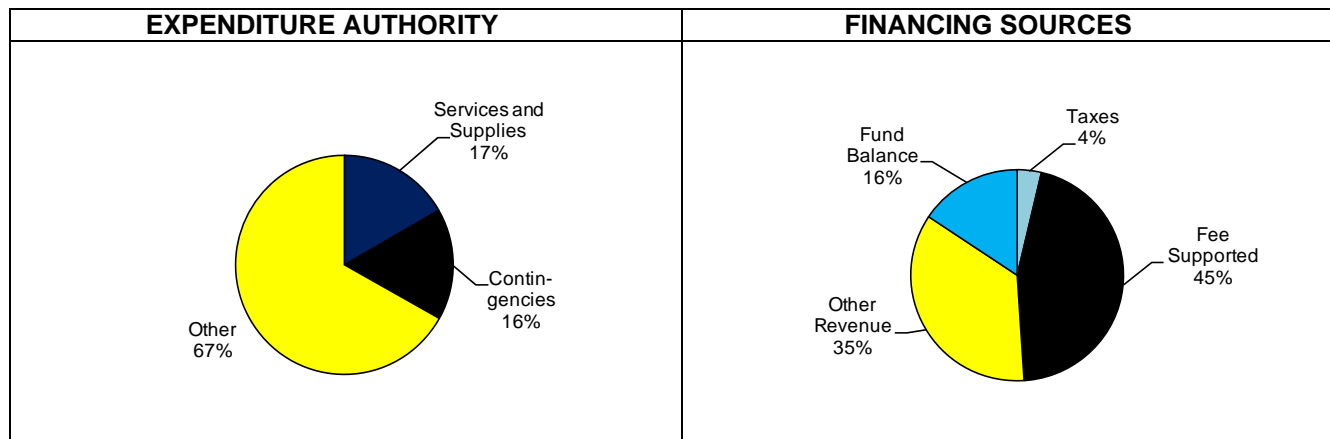 EXPENDITURE AUTHORITY
Services and
Supplies
17%
Contin-
gencies
16%
Other
67%
FINANCING SOURCES
Taxes
4%
Fund
Balance
16%
Fee
Supported
45%
Other
Revenue
35%